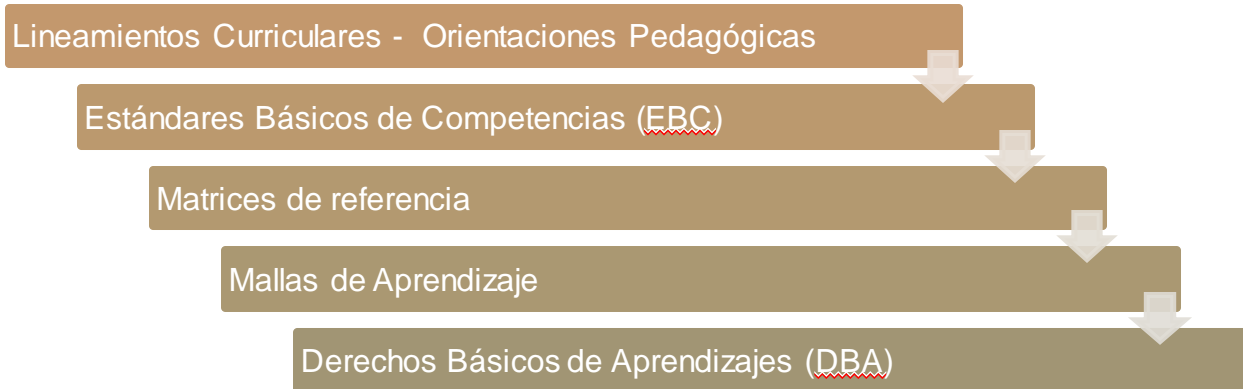 Lineamientos Curriculares - Orientaciones Pedagógicas
Estándares Básicos de Competencias (EBC)
Matrices de referencia
Mallas de Aprendizaje
Derechos Básicos de Aprendizajes (DBA)